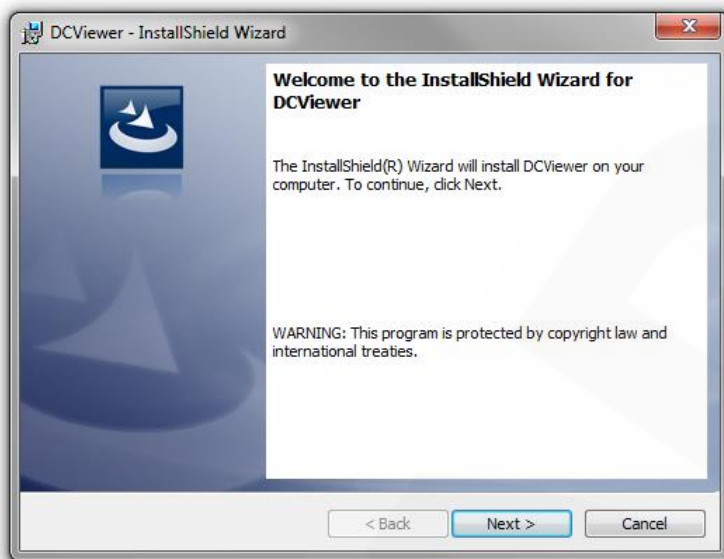 DCViewer - InstallShield Wizard
Welcome to the InstallShield Wizard for
DCViewer
The InstallShield(R) Wizard will install DCViewer on your
computer. To continue, click Next.
WARNING: This program is protected by copyright law and
international treaties.
< Back
Next >
Cancel